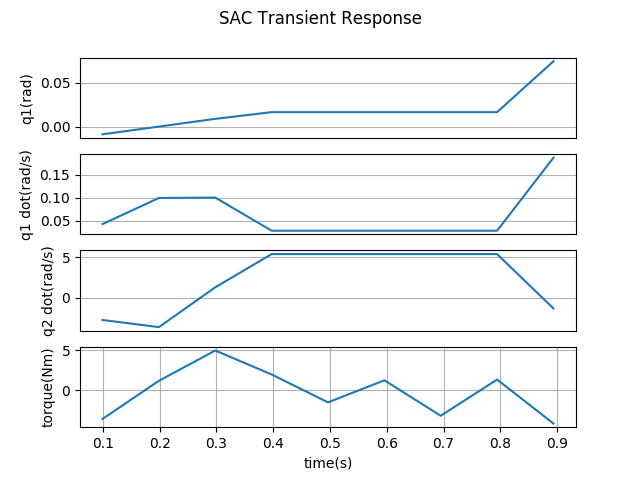 SAC Transient Response
q1(rad)
0.05
0.00
q1 dot(rad/s)
0.15
0.10
0.05
q2 dot(rad/s)
5
0
torque(Nm)
5
0
0.1 0.2 0.3 0.4 0.5 0.6 0.7 0.8 0.9
time(s)